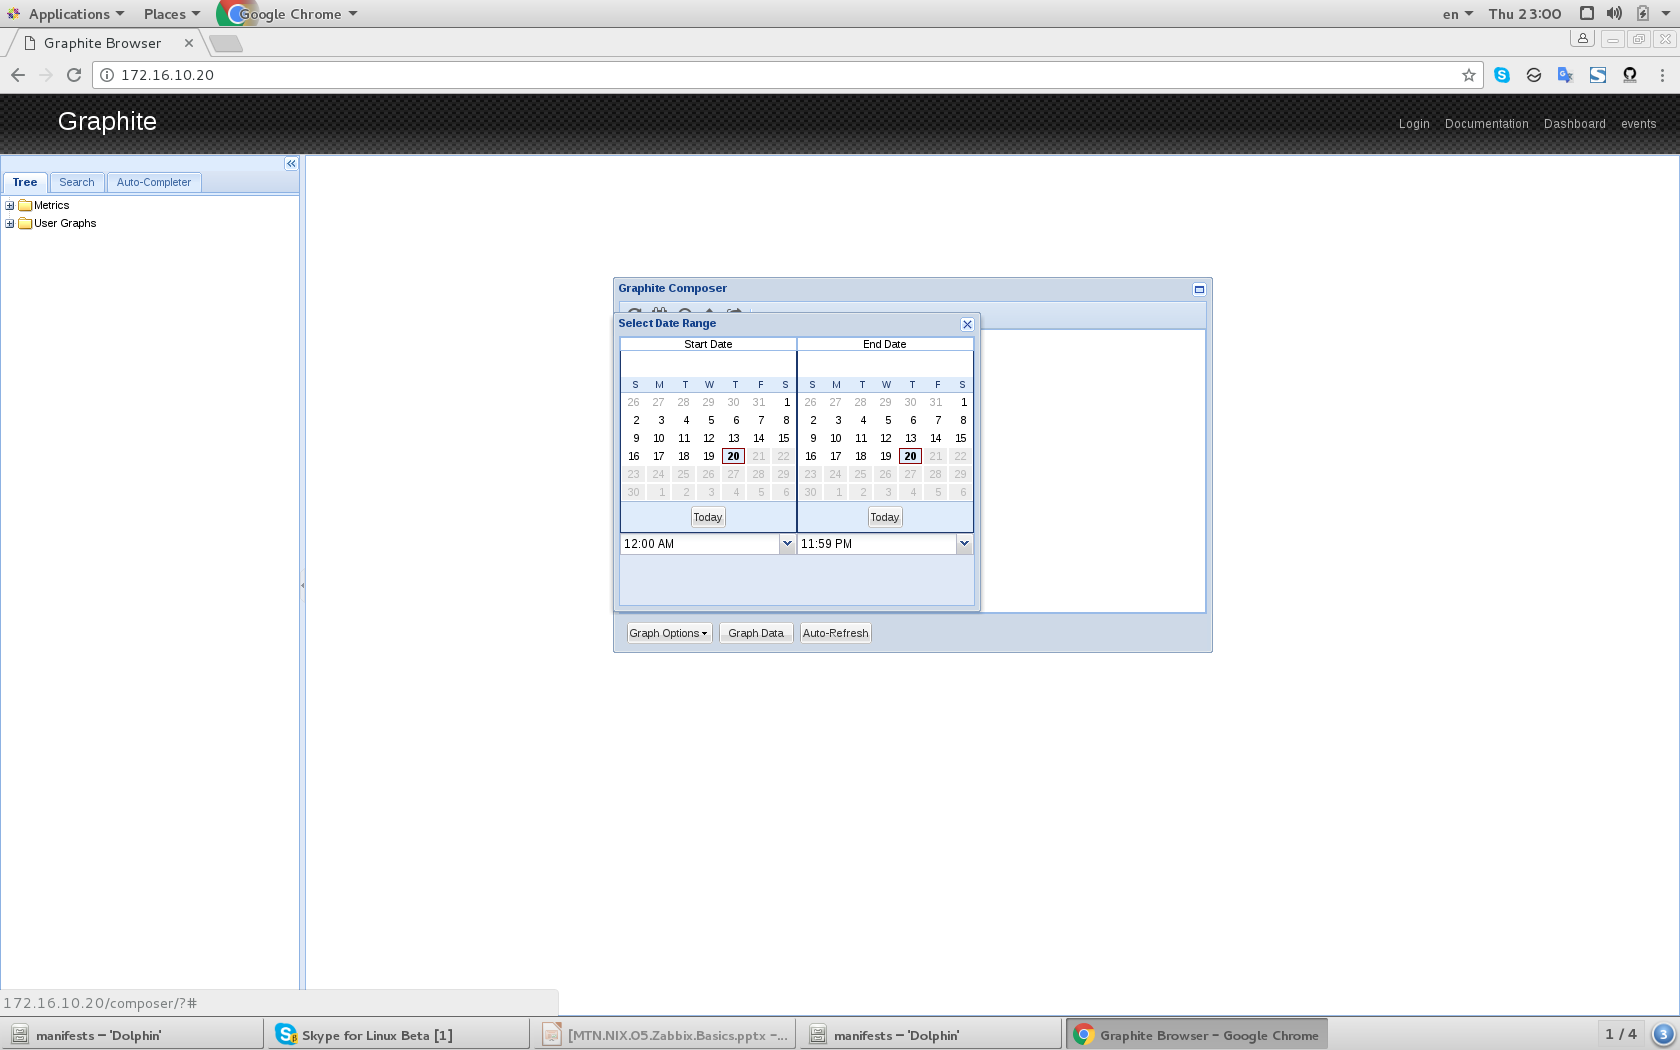 Applications Places Google Chrome en Thu 23:00
Graphite Browser
172.16.10.20
Graphite
Login Documentation Dashboard events
Tree Search Auto-Completer
Metrics
User Graphs
Graphite Composer
Select Date Range
Start Date End Date
S M T W T F S S M T W T F S
26 27 28 29 30 31 1 26 27 28 29 30 31 1
2 3 4 5 6 7 8 2 3 4 5 6 7 8
9 10 11 12 13 14 15 9 10 11 12 13 14 15
16 17 18 19 20 21 22 16 17 18 19 20 21 22
23 24 25 26 27 28 29 23 24 25 26 27 28 29
30 1 2 3 4 5 6 30 1 2 3 4 5 6
Today Today
12:00 AM 11:59 PM
Graph Options Graph Data Auto-Refresh
172.16.10.20/composer/?#
manifests – 'Dolphin' Skype for Linux Beta [1] [MTN.NIX.O5.Zabbix.Basics.pptx –... manifests – 'Dolphin' Graphite Browser – Google Chrome 1 / 4 3